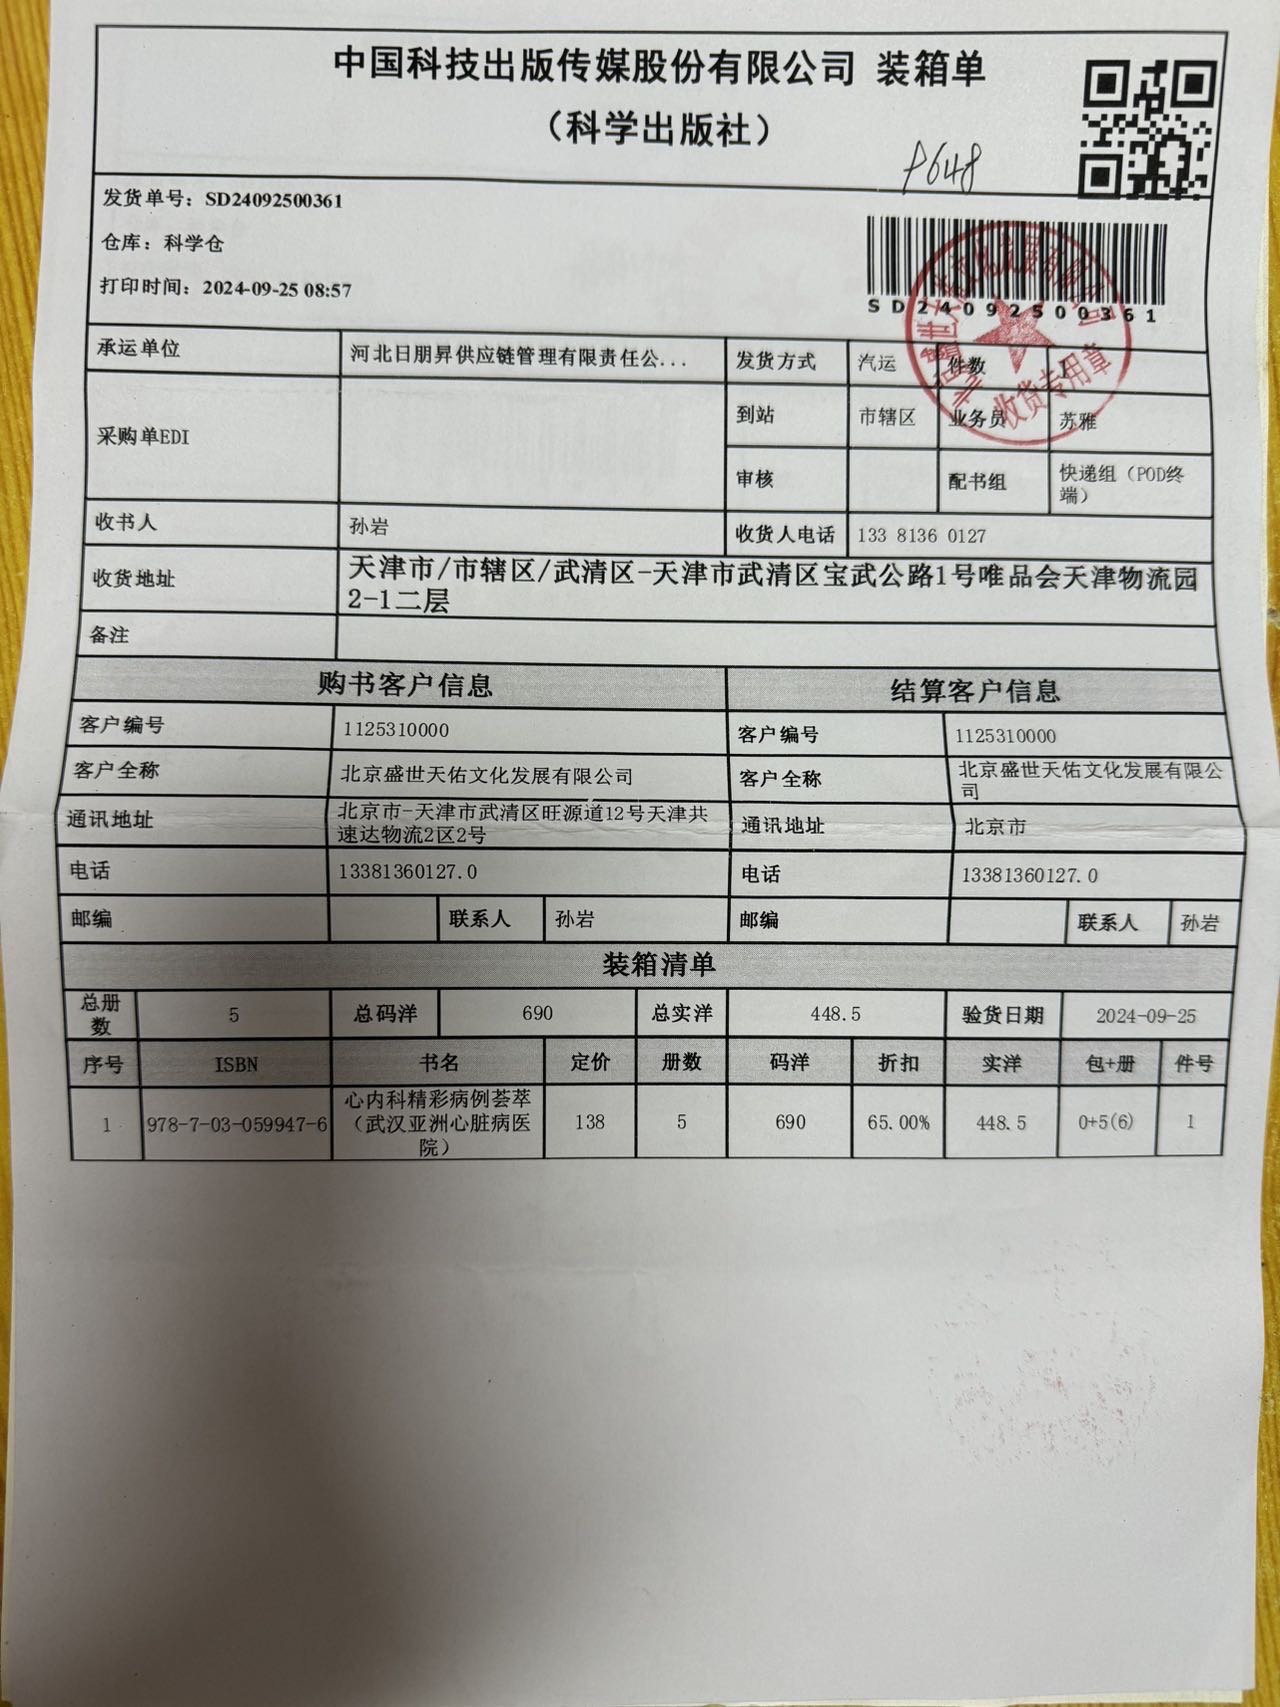 中国科技出版传媒股份有限公司 装箱单
（科学出版社）
发货单号：SD24092500361
仓库：科学仓
打印时间：2024-09-25 08:57
SD24092500361
承运单位 河北日朋昇供应链管理有限责任公... 发货方式 汽运 件数 1
采购单EDI 到站 市辖区 业务员 苏雅
审核 配书组 快递组（POD终
端）
收书人 孙岩 收货人电话 133 8136 0127
收货地址 天津市/市辖区/武清区-天津市武清区宝武公路1号唯品会天津物流园
2-1二层
备注
购书客户信息 结算客户信息
客户编号 1125310000 客户编号 1125310000
客户全称 北京盛世天佑文化发展有限公司 客户全称 北京盛世天佑文化发展有限公
司
通讯地址 北京市-天津市武清区旺源道12号天津共
速达物流2区2号 通讯地址 北京市
电话 13381360127.0 电话 13381360127.0
邮编 联系人 孙岩 邮编 联系人 孙岩
装箱清单
总册
数 5 总码洋 690 总实洋 448.5 验货日期 2024-09-25
序号 ISBN 书名 定价 册数 码洋 折扣 实洋 包+册 件号
1 978-7-03-059947-6 心内科精彩病例荟萃
（武汉亚洲心脏病医
院） 138 5 690 65.00% 448.5 0+5(6) 1
收货专用章